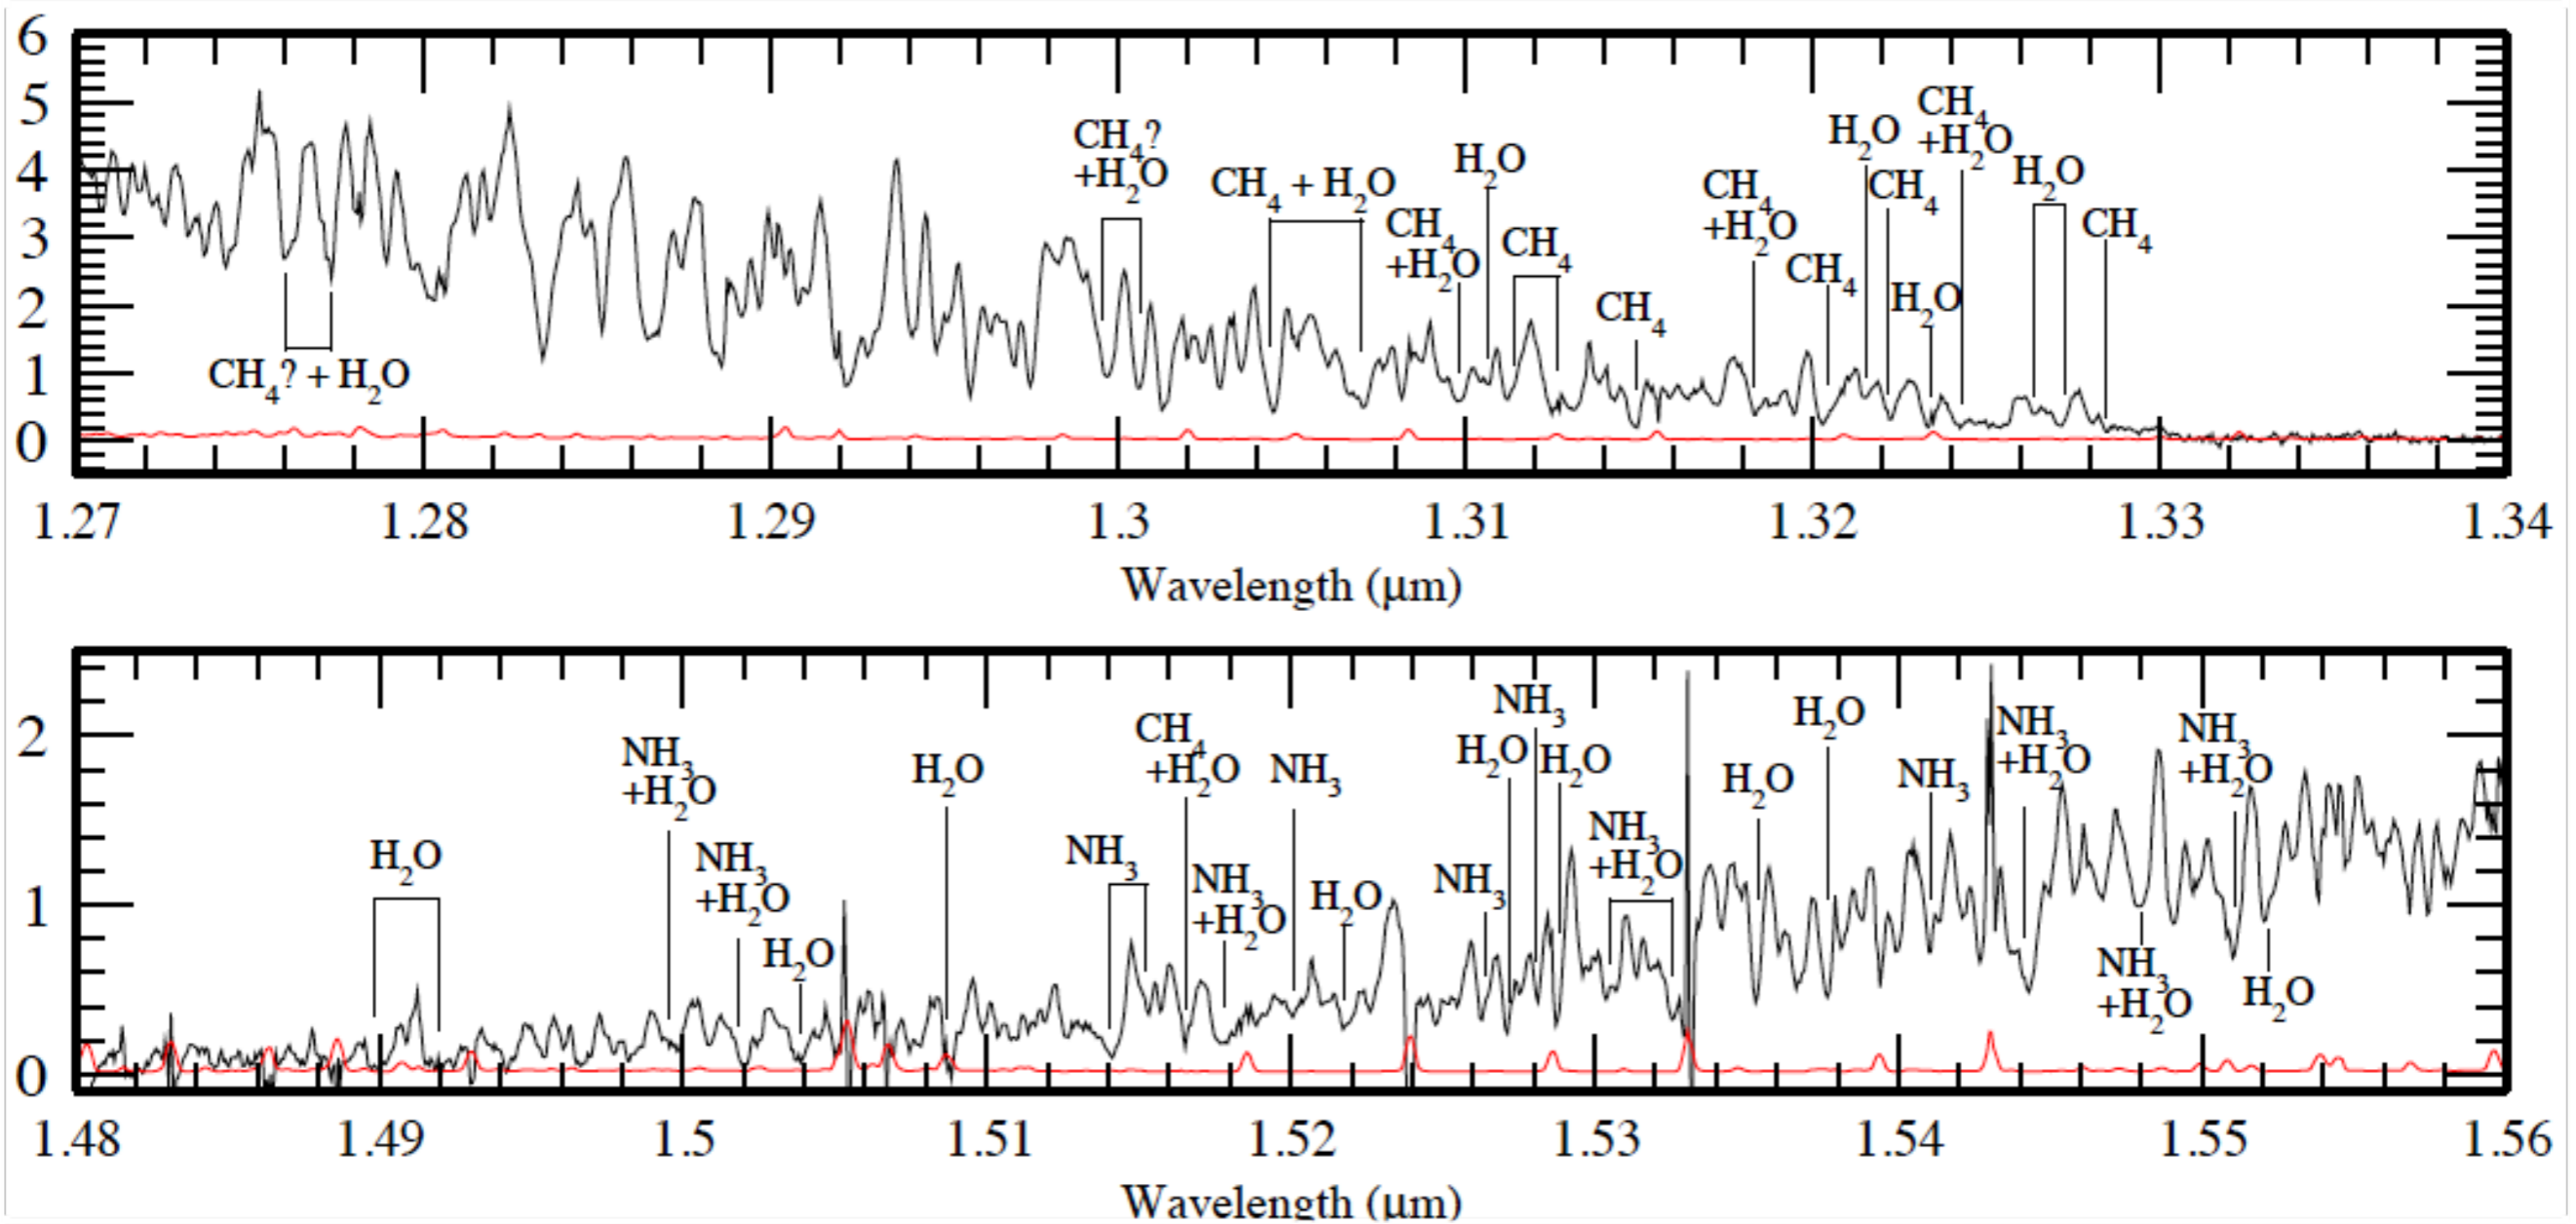 6
5
4
3
2
1
0
CH₄? + H₂O
CH₄?
+H₂O
CH₄ + H₂O
CH₄
+H₂O
H₂O
CH₄
CH₄
CH₄
+H₂O
CH₄
H₂O
CH₄
H₂O
CH₄
+H₂O
H₂O
CH₄
1.27 1.28 1.29 1.3 1.31 1.32 1.33 1.34
Wavelength (μm)
2
1
0
H₂O
NH₃
+H₂O
NH₃
+H₂O
H₂O
H₂O
NH₃
CH₄
+H₂O
NH₃
+H₂O
NH₃
H₂O
NH₃
H₂O
NH₃
H₂O
NH₃
+H₂O
H₂O
H₂O
NH₃
NH₃
+H₂O
NH₃
+H₂O
NH₃
+H₂O
H₂O
1.48 1.49 1.5 1.51 1.52 1.53 1.54 1.55 1.56
Wavelength (μm)